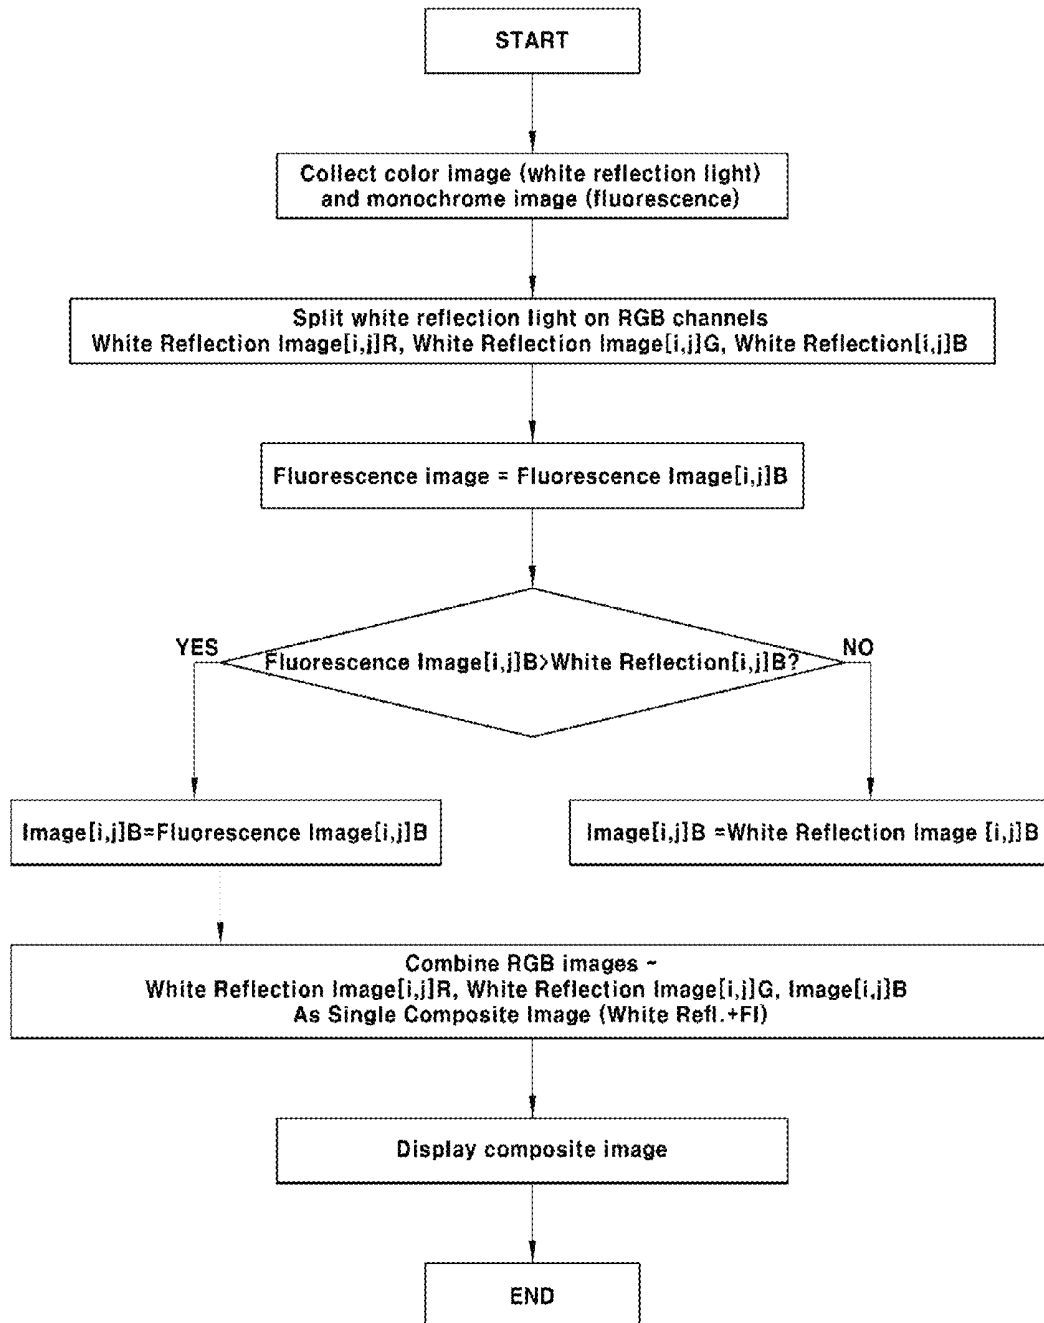 START
Collect color image (white reflection light)
and monochrome image (fluorescence)
Split white reflection light on RGB channels
White Reflection Image[i,j]R, White Reflection Image[i,j]G, White Reflection[i,j]B
Fluorescence image = Fluorescence Image[i,j]B
YES
Fluorescence Image[i,j]B>White Reflection[i,j]B?
NO
Image[i,j]B=Fluorescence Image[i,j]B
Image[i,j]B =White Reflection Image [i,j]B
Combine RGB images ~
White Reflection Image[i,j]R, White Reflection Image[i,j]G, Image[i,j]B
As Single Composite Image (White Refl.+Fl)
Display composite image
END